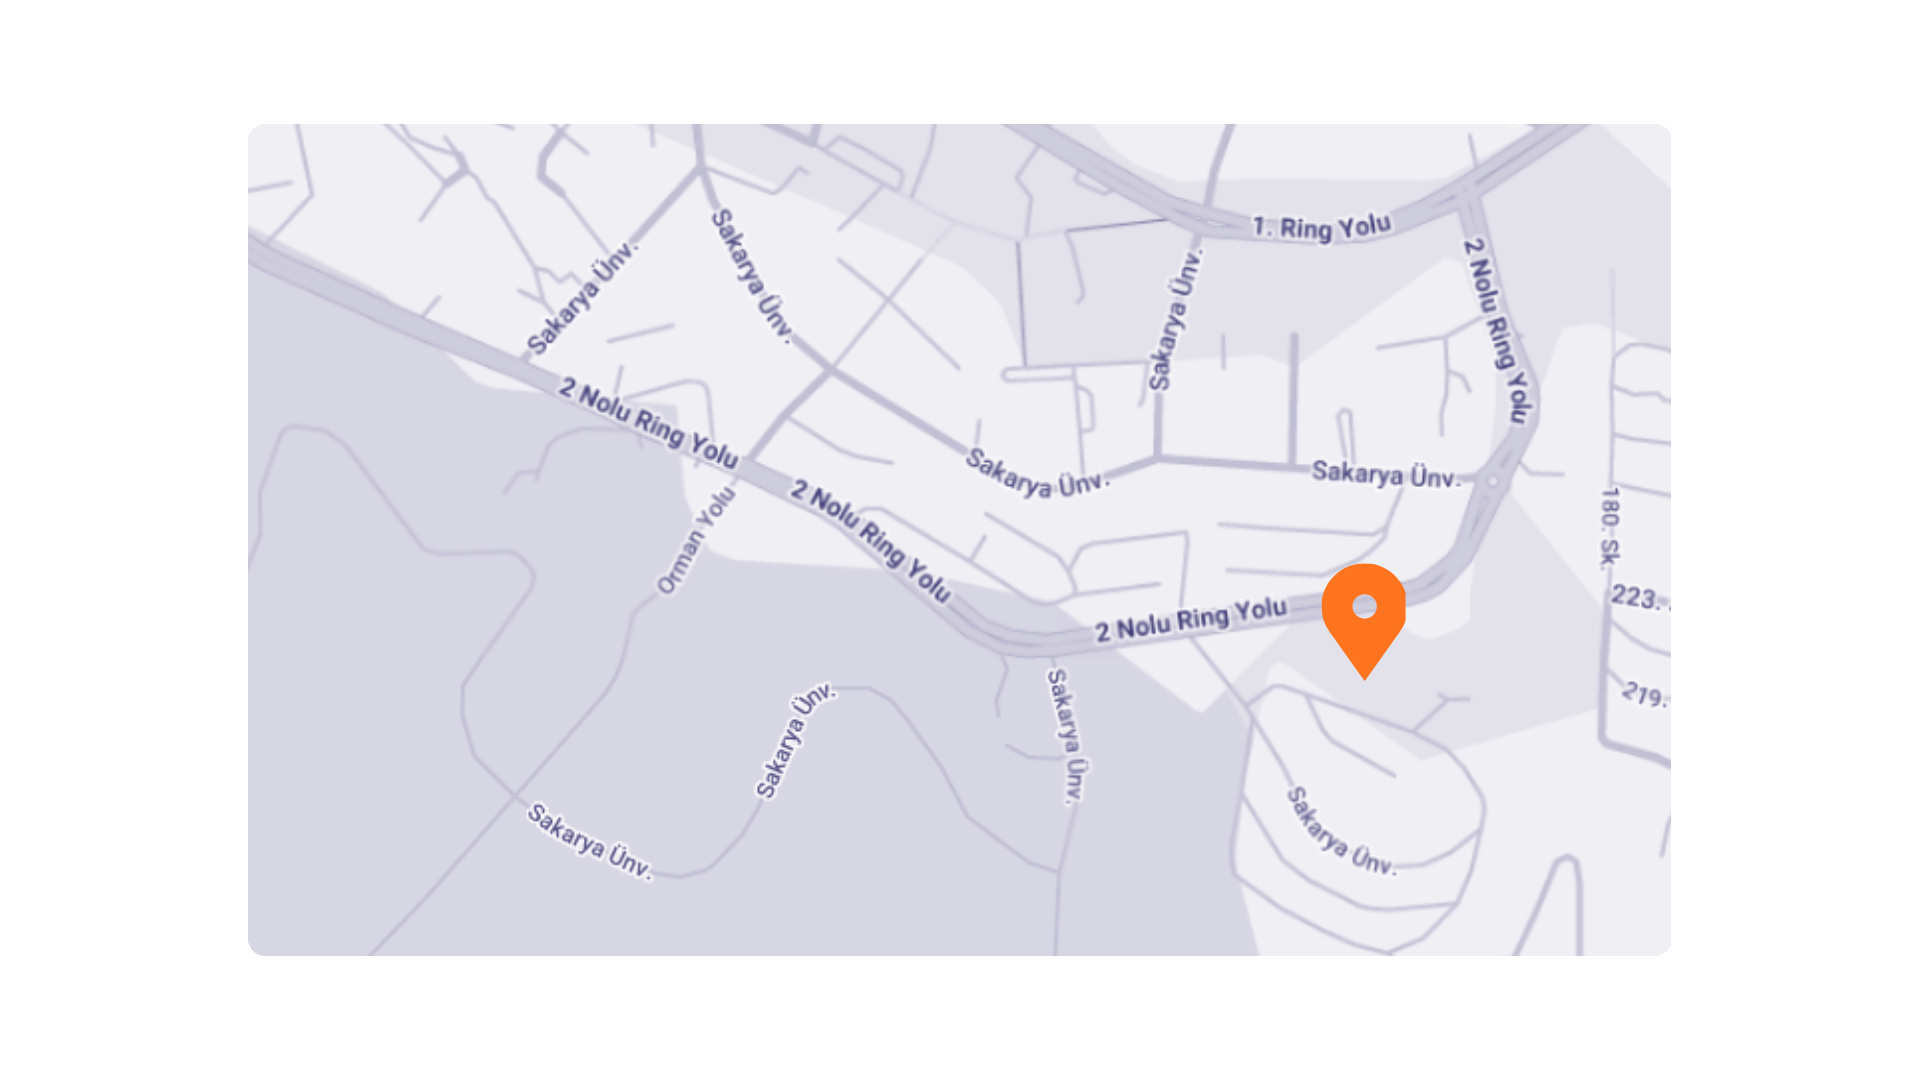 1. Ring Yolu
Sakarya Ünv.
Sakarya Ünv.
Sakarya Ünv.
2 Nolu Ring Yolu
2 Nolu Ring Yolu
Sakarya Ünv.
Sakarya Ünv.
2 Nolu Ring Yolu
Orman Yolu
180. Sk.
223.
2 Nolu Ring Yolu
219.
Sakarya Ünv.
Sakarya Ünv.
Sakarya Ünv.
Sakarya Ünv.